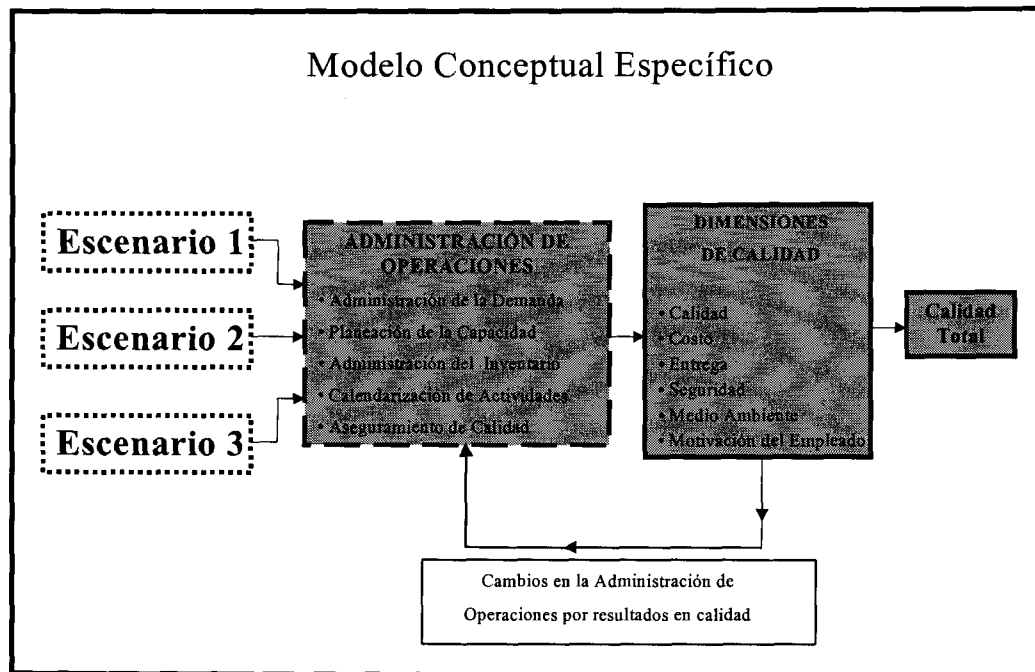 Modelo Conceptual Específico
Escenario 1
Escenario 2
Escenario 3
ADMINISTRACIÓN DE
OPERACIONES
• Administración de la Demanda
• Planeación de la Capacidad
• Administración del Inventario
• Calendarización de Actividades
• Aseguramiento de Calidad
DIMENSIONES
DE CALIDAD
• Calidad
• Costo
• Entrega
• Seguridad
• Medio Ambiente
• Motivación del Empleado
Calidad
Total
Cambios en la Administración de
Operaciones por resultados en calidad